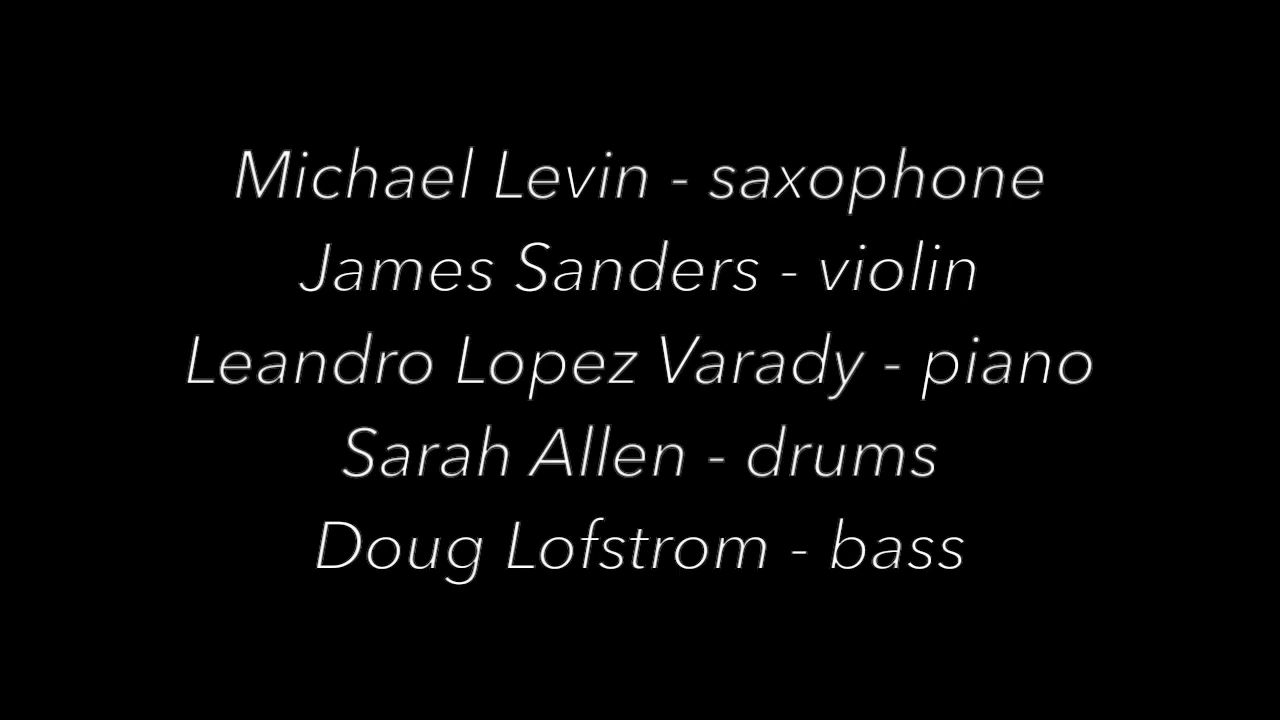 Michael Levin - saxophone
James Sanders - violin
Leandro Lopez Varady - piano
Sarah Allen - drums
Doug Lofstrom - bass